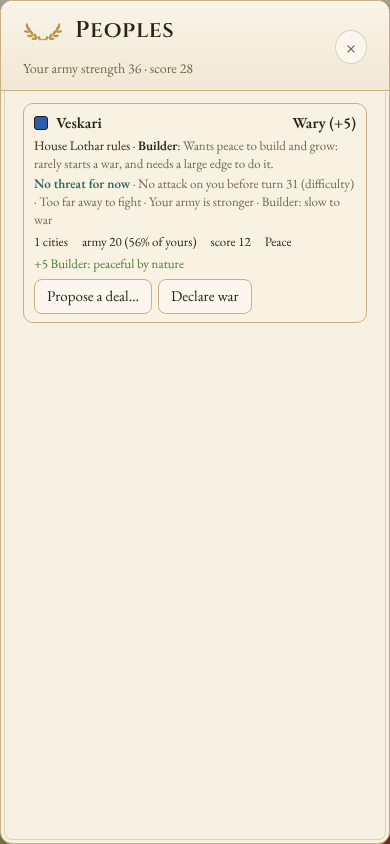 Peoples
×
Your army strength 36 · score 28
Veskari
Wary (+5)
House Lothar rules · Builder: Wants peace to build and grow:
rarely starts a war, and needs a large edge to do it.
No threat for now · No attack on you before turn 31 (difficulty)
· Too far away to fight · Your army is stronger · Builder: slow to
war
1 cities army 20 (56% of yours) score 12 Peace
+5 Builder: peaceful by nature
Propose a deal...
Declare war